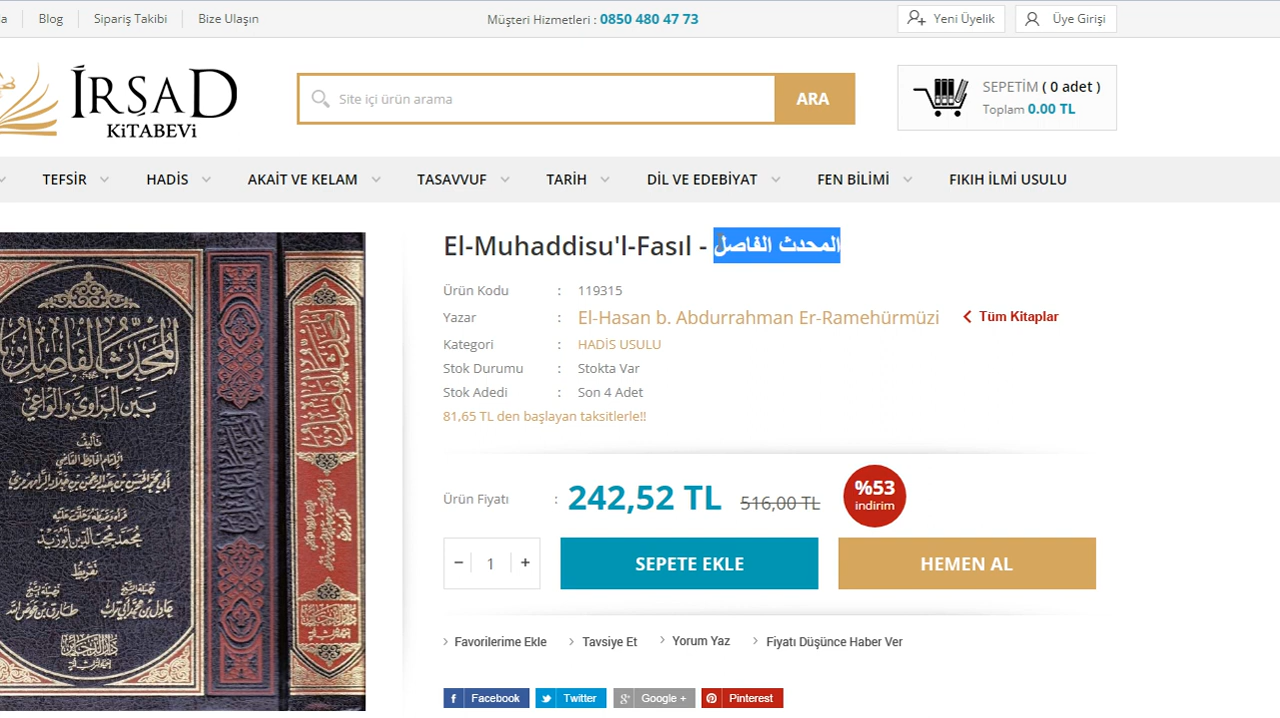 Blog
Sipariş Takibi
Bize Ulaşın
Müşteri Hizmetleri : 0850 480 47 73
Yeni Üyelik
Üye Girişi
İRŞAD
KİTABEVİ
Site içi ürün arama
ARA
SEPETİM ( 0 adet )
Toplam 0.00 TL
TEFSİR
HADİS
AKAİT VE KELAM
TASAVVUF
TARİH
DİL VE EDEBİYAT
FEN BİLİMİ
FIKIH İLMİ USULU
El-Muhaddisu'l-Fasıl - المحدث الفاصل
Ürün Kodu : 119315
Yazar : El-Hasan b. Abdurrahman Er-Ramehürmüzi
Tüm Kitaplar
Kategori : HADİS USULU
Stok Durumu : Stokta Var
Stok Adedi : Son 4 Adet
81,65 TL den başlayan taksitlerle!!
Ürün Fiyatı : 242,52 TL 516,00 TL
%53
indirim
− 1 +
SEPETE EKLE
HEMEN AL
Favorilerime Ekle
Tavsiye Et
Yorum Yaz
Fiyatı Düşünce Haber Ver
Facebook
Twitter
Google +
Pinterest
المحدث الفاصل
بين الراوي والواعي
تأليف